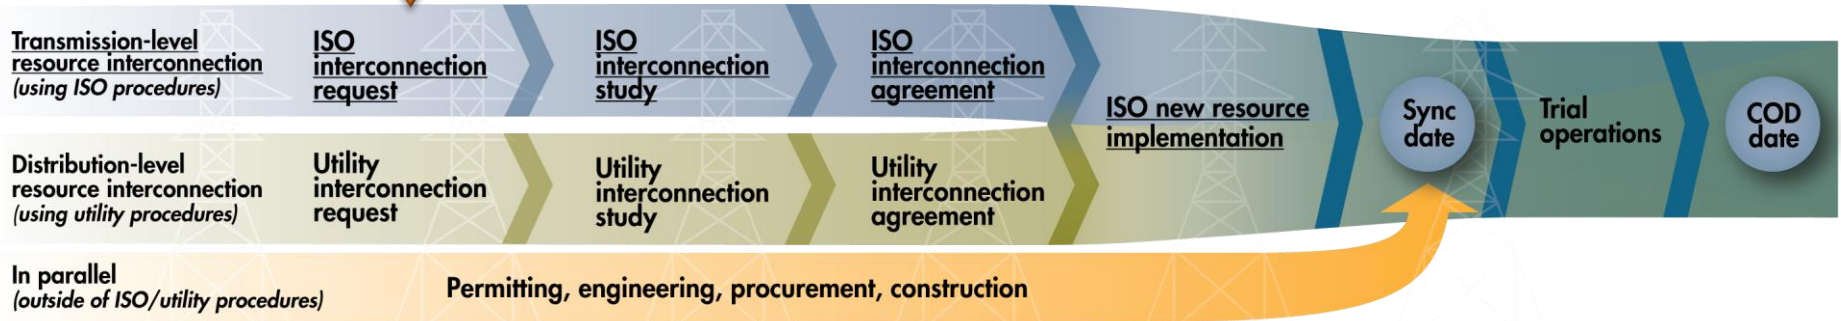 Transmission-level
resource interconnection
(using ISO procedures)
ISO
interconnection
request
ISO
interconnection
study
ISO
interconnection
agreement
Distribution-level
resource interconnection
(using utility procedures)
Utility
interconnection
request
Utility
interconnection
study
Utility
interconnection
agreement
ISO new resource
implementation
Sync
date
Trial
operations
COD
date
In parallel
(outside of ISO/utility procedures)
Permitting, engineering, procurement, construction